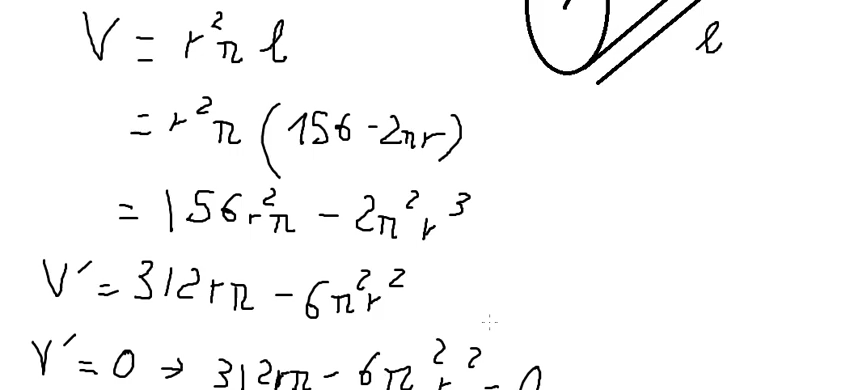 V = r²π l
l
= r²π (156 - 2πr)
= 156r²π - 2π²r³
V′ = 312rπ - 6π²r²
V′ = 0 → 312rπ - 6π²r² = 0